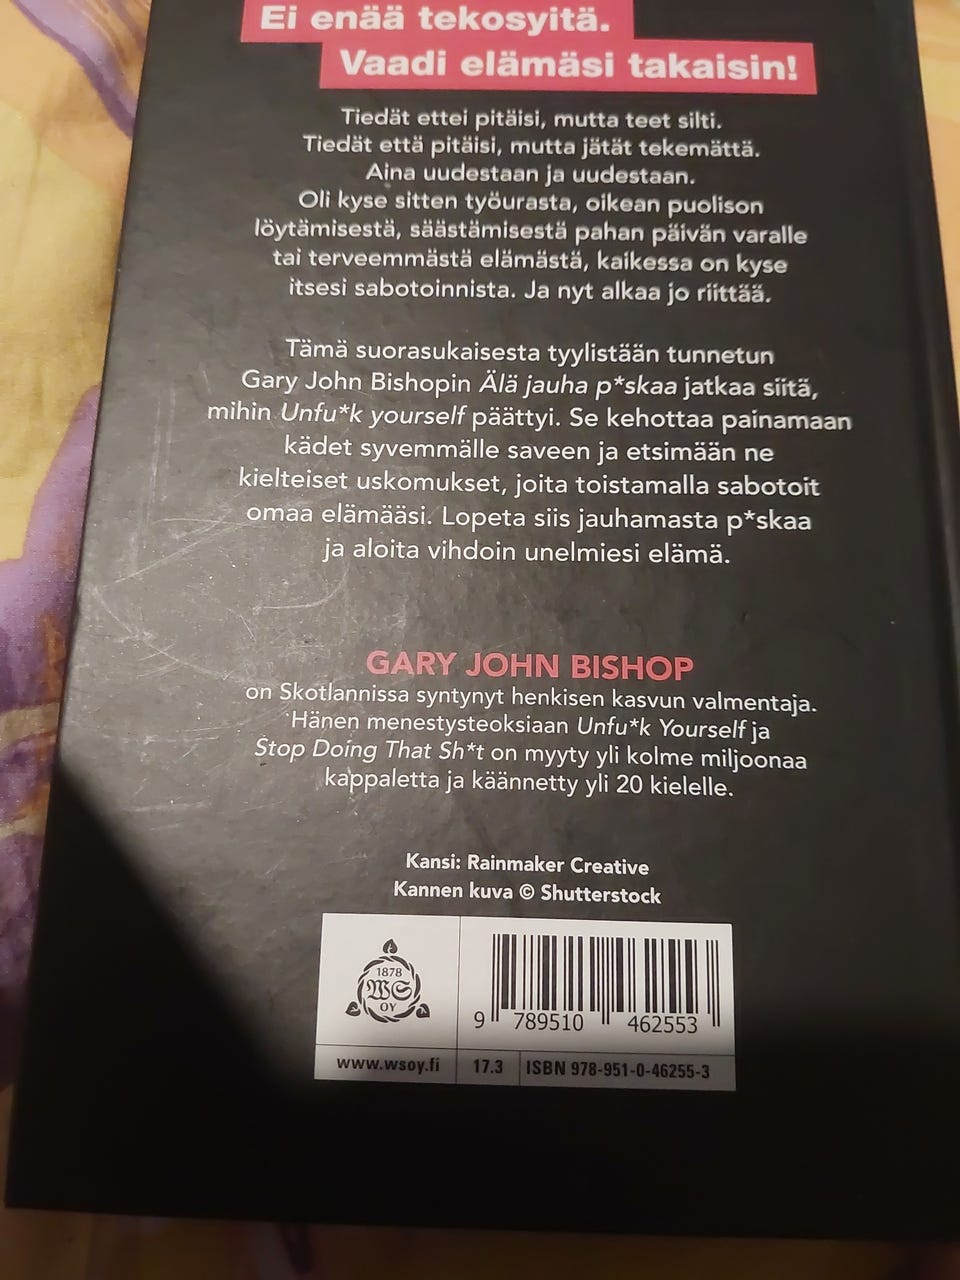 Ei enää tekosyitä.
Vaadi elämäsi takaisin!
Tiedät ettei pitäisi, mutta teet silti.
Tiedät että pitäisi, mutta jätät tekemättä.
Aina uudestaan ja uudestaan.
Oli kyse sitten työurasta, oikean puolison
löytämisestä, säästämisestä pahan päivän varalle
tai terveemmästä elämästä, kaikessa on kyse
itsesi sabotoinnista. Ja nyt alkaa jo riittää.
Tämä suorasukaisesta tyylistään tunnetun
Gary John Bishopin Älä jauha p*skaa jatkaa siitä,
mihin Unfu*k yourself päättyi. Se kehottaa painamaan
kädet syvemmälle saveen ja etsimään ne
kielteiset uskomukset, joita toistamalla sabotoit
omaa elämääsi. Lopeta siis jauhamasta p*skaa
ja aloita vihdoin unelmiesi elämä.
GARY JOHN BISHOP
on Skotlannissa syntynyt henkisen kasvun valmentaja.
Hänen menestysteoksiaan Unfu*k Yourself ja
Stop Doing That Sh*t on myyty yli kolme miljoonaa
kappaletta ja käännetty yli 20 kielelle.
Kansi: Rainmaker Creative
Kannen kuva © Shutterstock
1878
WS
OY
9 789510 462553
www.wsoy.fi 17.3 ISBN 978-951-0-46255-3